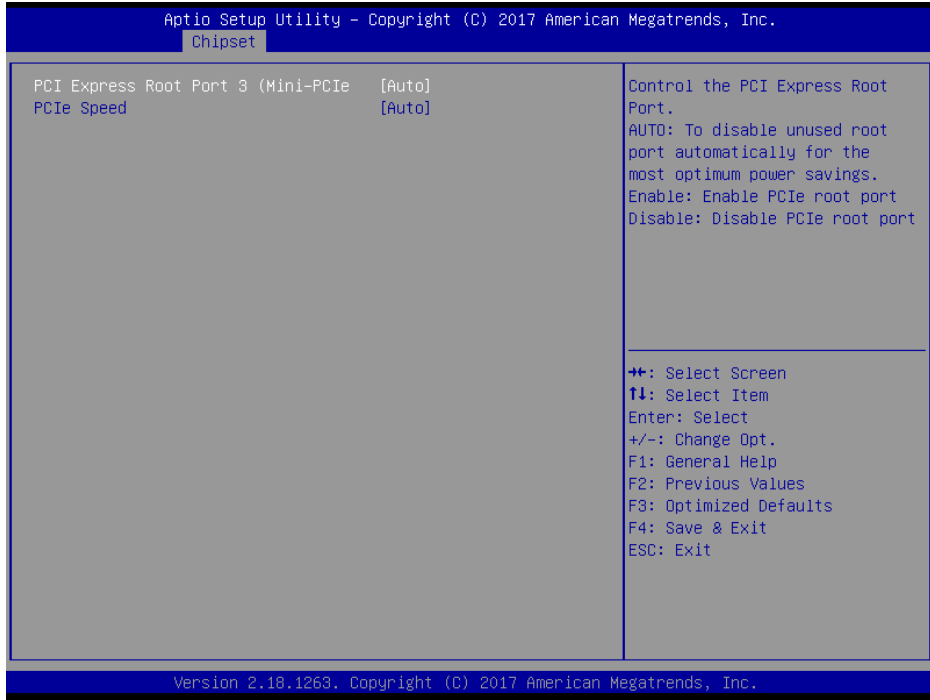 Aptio Setup Utility – Copyright (C) 2017 American Megatrends, Inc.
Chipset
PCI Express Root Port 3 (Mini-PCIe [Auto]
PCIe Speed [Auto]
Control the PCI Express Root
Port.
AUTO: To disable unused root
port automatically for the
most optimum power savings.
Enable: Enable PCIe root port
Disable: Disable PCIe root port
→←: Select Screen
↑↓: Select Item
Enter: Select
+/-: Change Opt.
F1: General Help
F2: Previous Values
F3: Optimized Defaults
F4: Save & Exit
ESC: Exit
Version 2.18.1263. Copyright (C) 2017 American Megatrends, Inc.